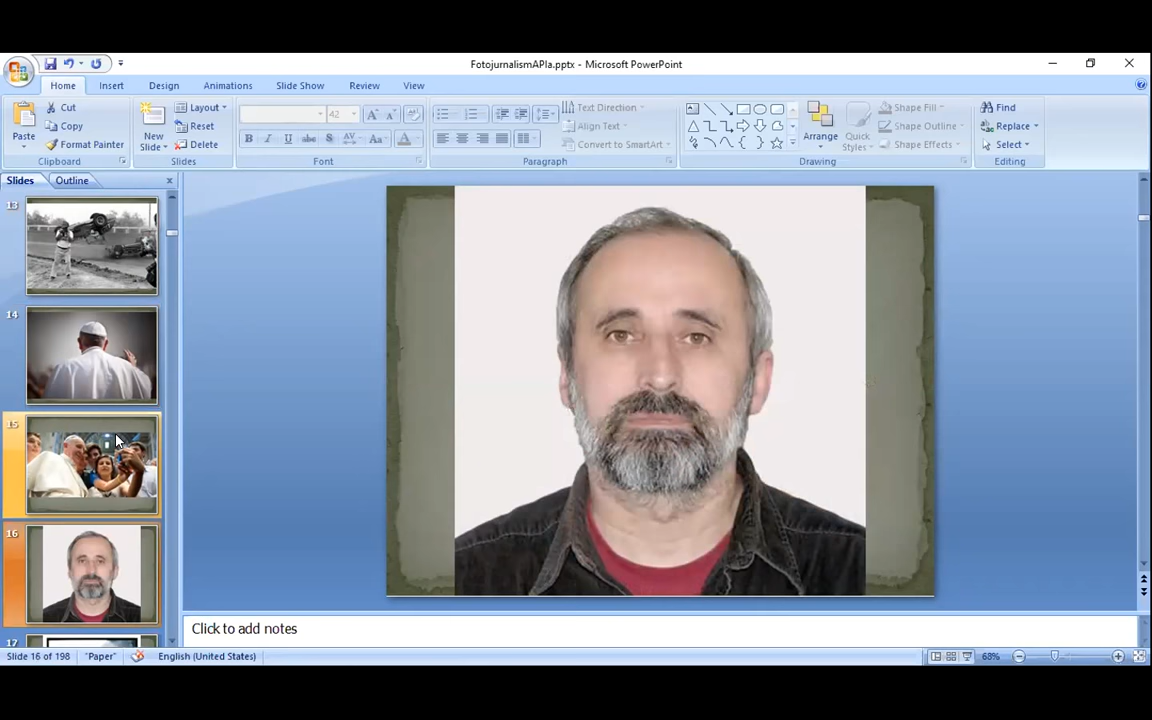 FotojurnalismAPIa.pptx - Microsoft PowerPoint
Home Insert Design Animations Slide Show Review View
Cut
Copy
Format Painter
Paste
Clipboard
New
Slide
Layout
Reset
Delete
Slides
42
Font
Text Direction
Align Text
Convert to SmartArt
Paragraph
Arrange
Quick
Styles
Shape Fill
Shape Outline
Shape Effects
Drawing
Find
Replace
Select
Editing
Slides Outline
13
14
15
16
17
Click to add notes
Slide 16 of 198 "Paper" English (United States) 68%